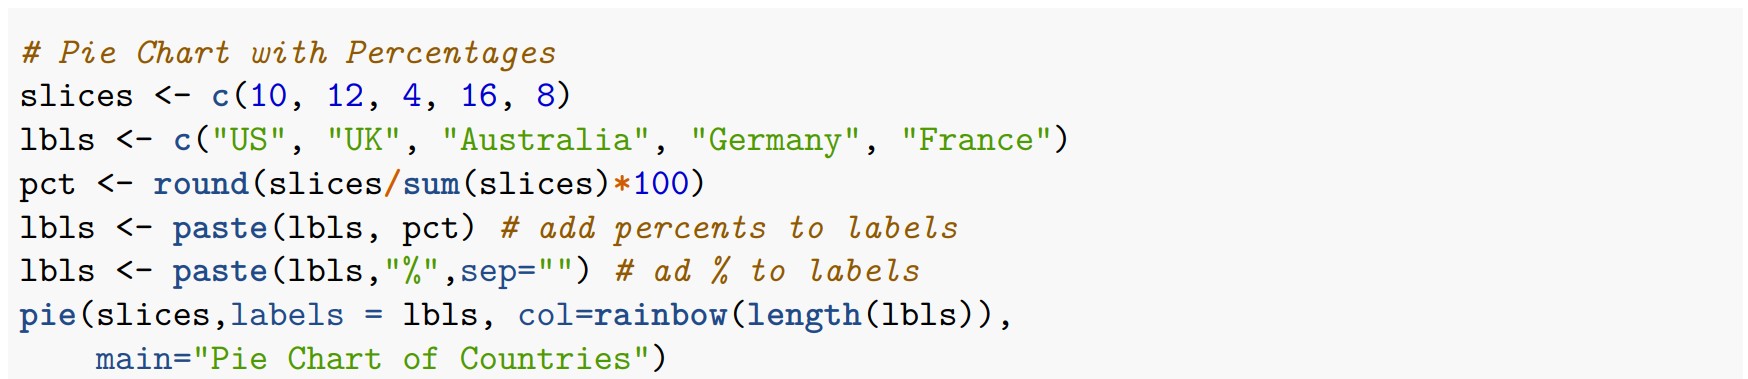 # Pie Chart with Percentages
slices <- c(10, 12, 4, 16, 8)
lbls <- c("US", "UK", "Australia", "Germany", "France")
pct <- round(slices/sum(slices)*100)
lbls <- paste(lbls, pct) # add percents to labels
lbls <- paste(lbls,"%",sep="") # ad % to labels
pie(slices,labels = lbls, col=rainbow(length(lbls)),
    main="Pie Chart of Countries")